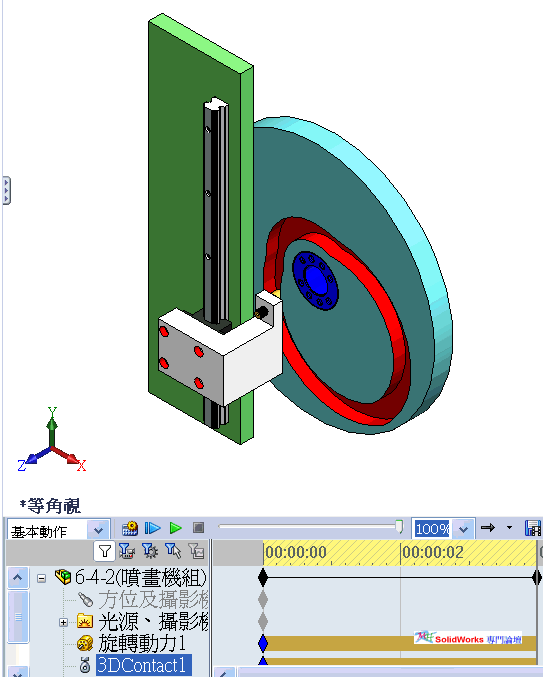 Y
Z
X
*等角視
基本動作
100%
00:00:00
00:00:02
6-4-2(噴畫機組)
方位及攝影機
光源、攝影機
旋轉動力1
SolidWorks 專門論壇
3DContact1